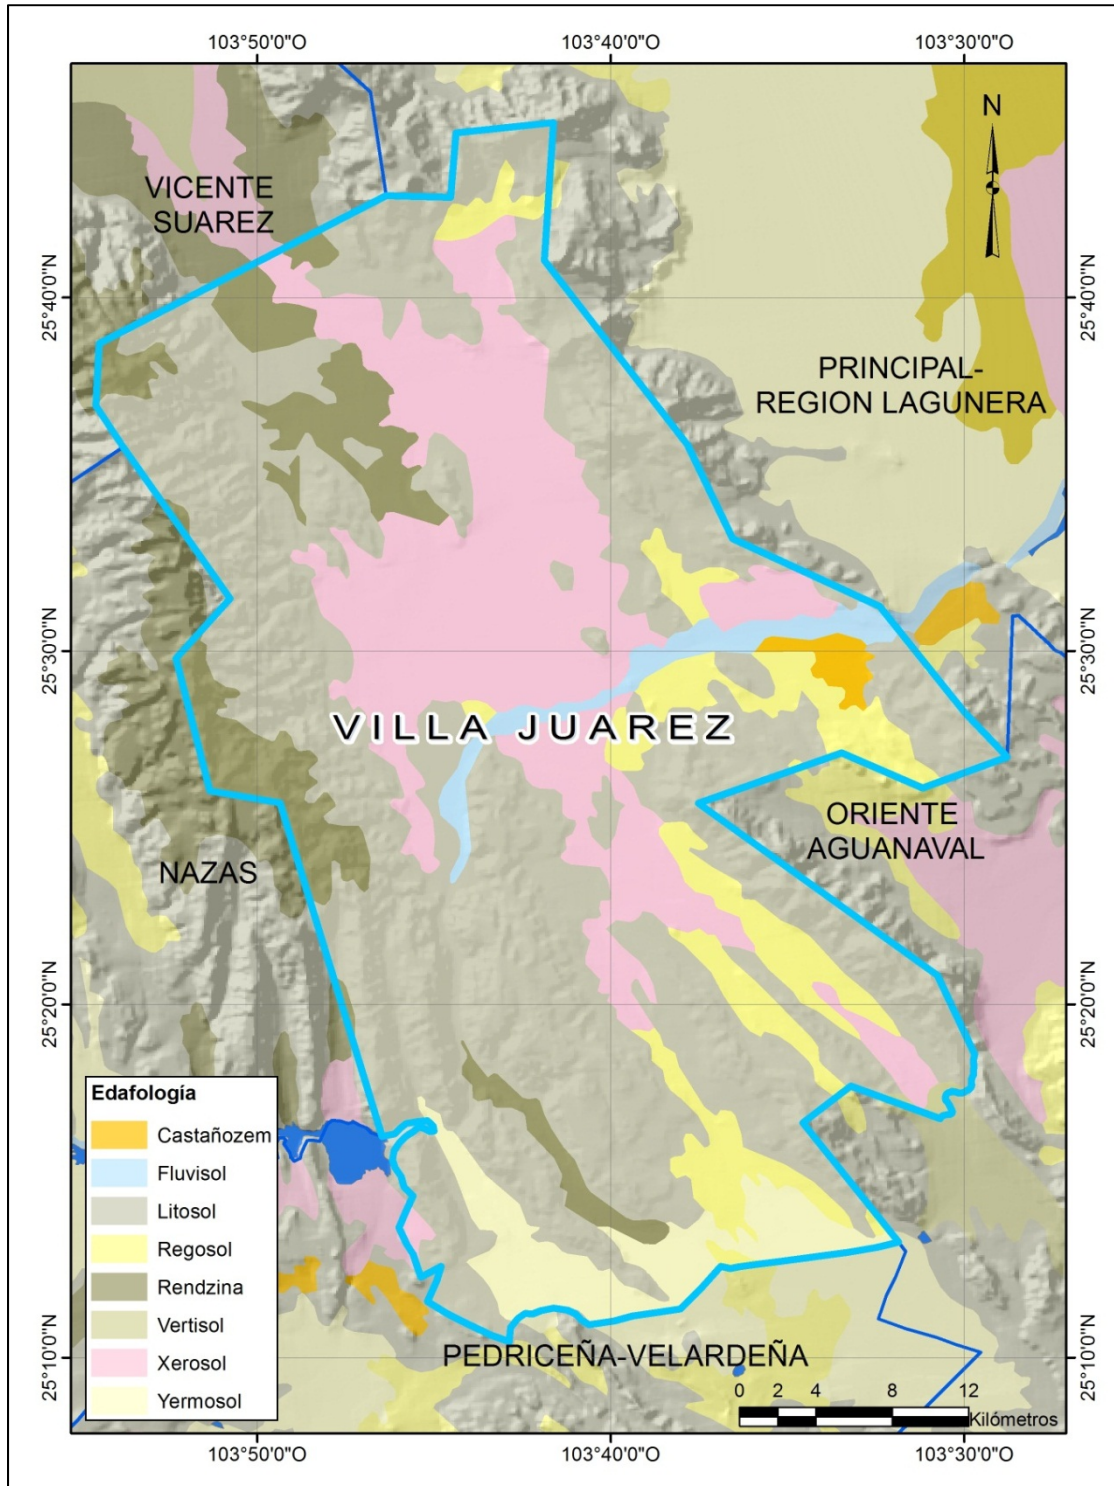 103°50'0"O
103°40'0"O
103°30'0"O
N
VICENTE
SUAREZ
25°40'0"N
25°40'0"N
PRINCIPAL-
REGION LAGUNERA
25°30'0"N
25°30'0"N
VILLA JUAREZ
ORIENTE
AGUANAVAL
NAZAS
25°20'0"N
25°20'0"N
Edafología
Castañozem
Fluvisol
Litosol
Regosol
Rendzina
Vertisol
Xerosol
Yermosol
25°10'0"N
25°10'0"N
PEDRICEÑA-VELARDEÑA
0 2 4 8 12
Kilómetros
103°50'0"O
103°40'0"O
103°30'0"O